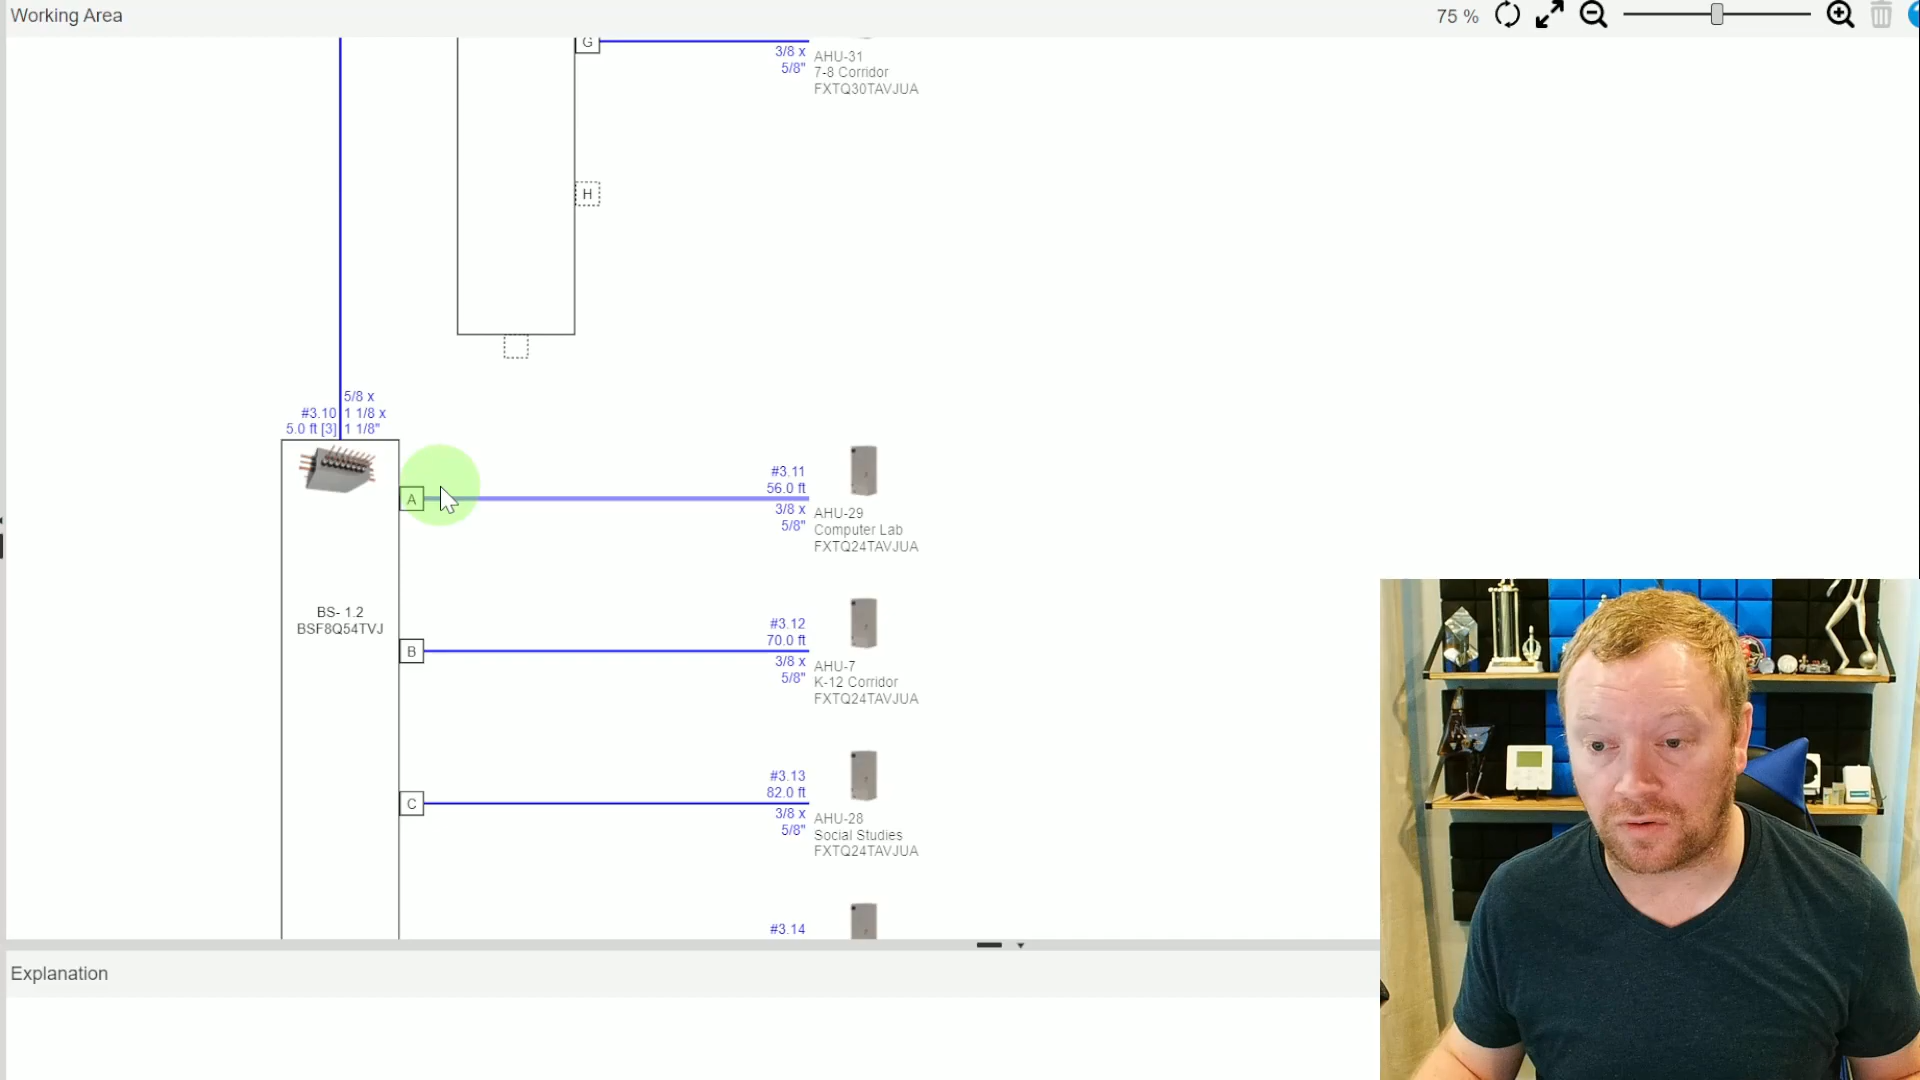 Working Area
75 %
G
3/8 x
5/8"
AHU-31
7-8 Corridor
FXTQ30TAVJUA
H
5/8 x
#3.10 1 1/8 x
5.0 ft [3] 1 1/8"
#3.11
56.0 ft
A
3/8 x
5/8"
AHU-29
Computer Lab
FXTQ24TAVJUA
BS- 1.2
BSF8Q54TVJ
#3.12
70.0 ft
B
3/8 x
5/8"
AHU-7
K-12 Corridor
FXTQ24TAVJUA
#3.13
82.0 ft
C
3/8 x
5/8"
AHU-28
Social Studies
FXTQ24TAVJUA
#3.14
Explanation